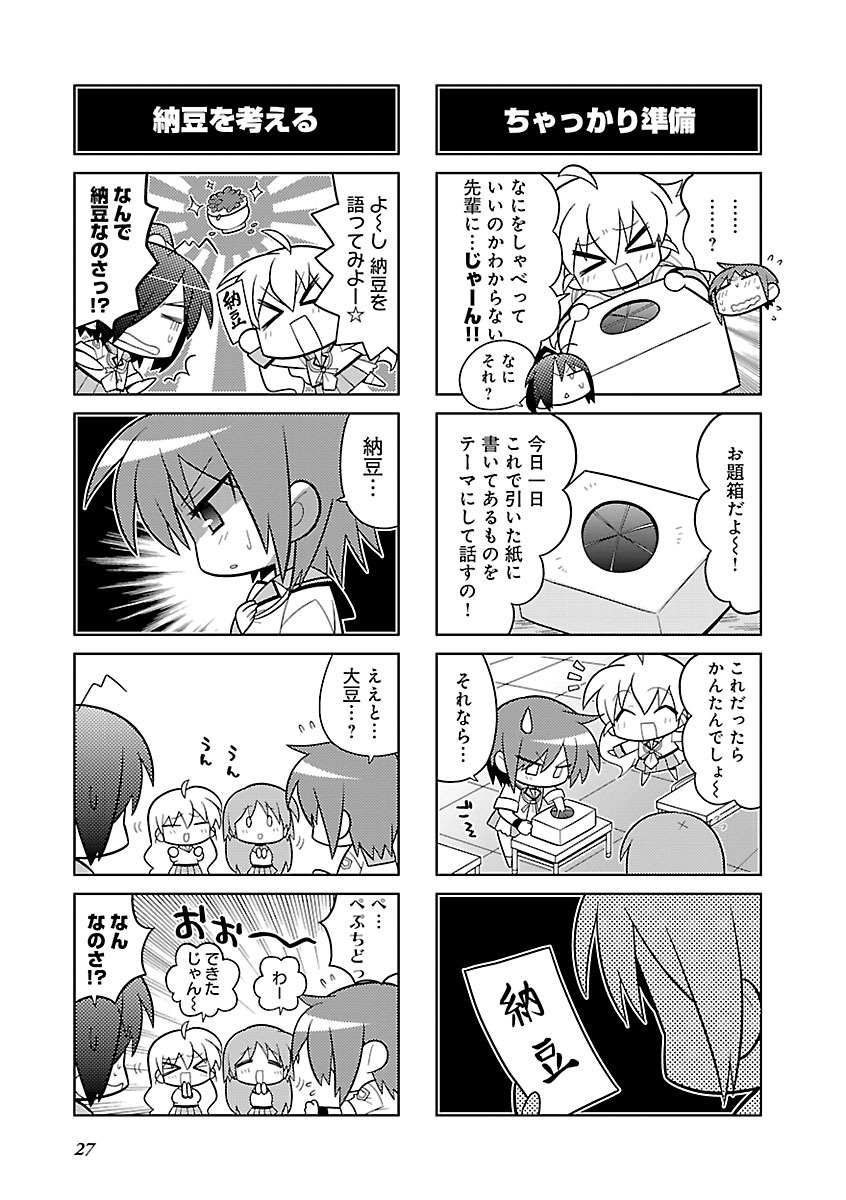 ちゃっかり準備
………
……?
なにをしゃべって
いいのかわからない
先輩に…じゃーん!!
なに
それ?
お題箱だよ〜!
今日一日
これで引いた紙に
書いてあるものを
テーマにして話すの!
これだったら
かんたんでしょ〜
それなら…
納豆
納豆を考える
よ〜し 納豆を
語ってみよー☆
納豆
なんで
納豆なのさっ!?
納豆…
ええと…
大豆…?
うん
うん
ペ…
ぺぷちどっ
おぉ〜
わー
できた
じゃん〜
なん
なのさ!?
27